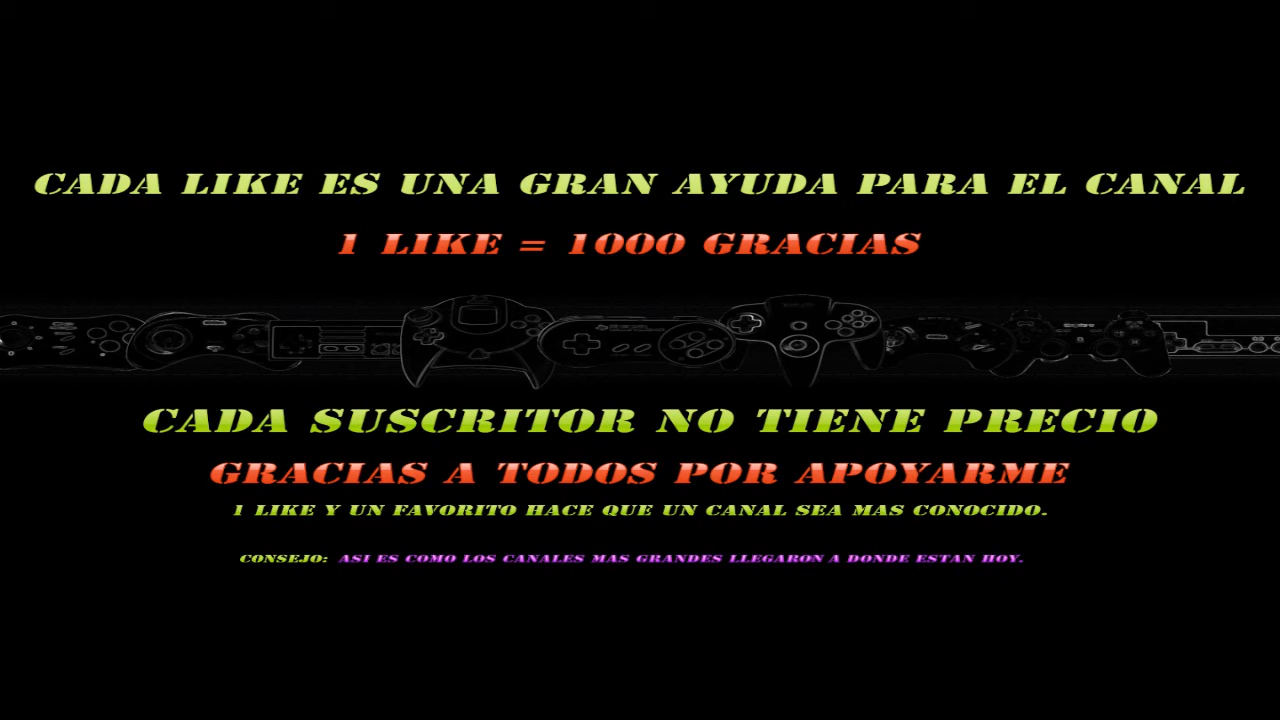 CADA LIKE ES UNA GRAN AYUDA PARA EL CANAL
1 LIKE = 1000 GRACIAS
CADA SUSCRITOR NO TIENE PRECIO
GRACIAS A TODOS POR APOYARME
1 LIKE Y UN FAVORITO HACE QUE UN CANAL SEA MAS CONOCIDO.
CONSEJO: ASI ES COMO LOS CANALES MAS GRANDES LLEGARON A DONDE ESTAN HOY.